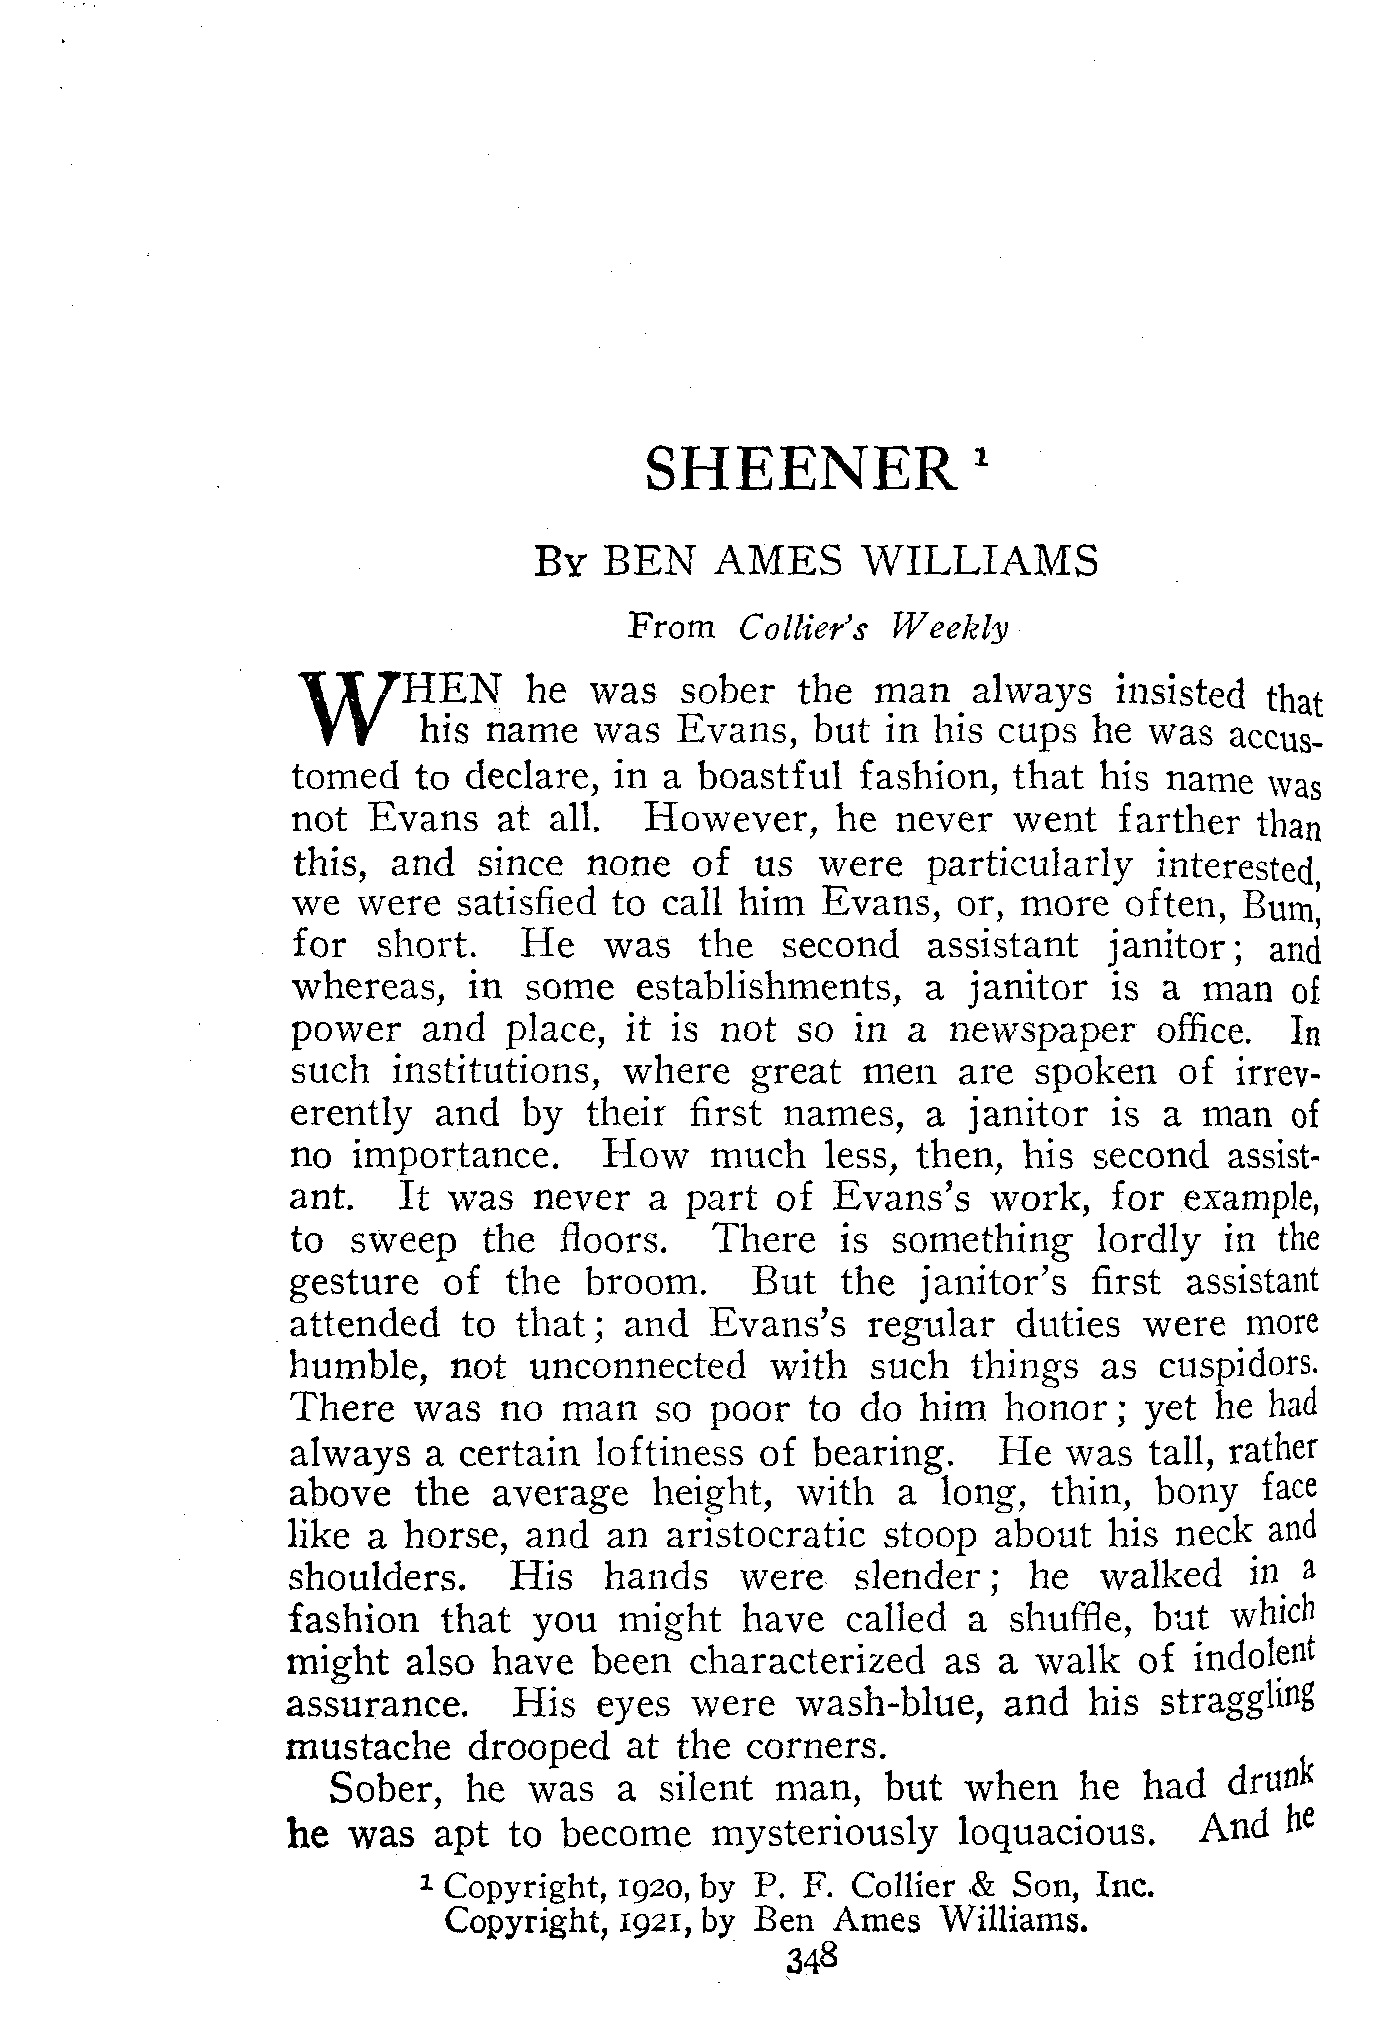 SHEENER ¹
By BEN AMES WILLIAMS
From Collier's Weekly
WHEN he was sober the man always insisted that
his name was Evans, but in his cups he was accus-
tomed to declare, in a boastful fashion, that his name was
not Evans at all. However, he never went farther than
this, and since none of us were particularly interested,
we were satisfied to call him Evans, or, more often, Bum,
for short. He was the second assistant janitor; and
whereas, in some establishments, a janitor is a man of
power and place, it is not so in a newspaper office. In
such institutions, where great men are spoken of irrev-
erently and by their first names, a janitor is a man of
no importance. How much less, then, his second assist-
ant. It was never a part of Evans's work, for example,
to sweep the floors. There is something lordly in the
gesture of the broom. But the janitor's first assistant
attended to that; and Evans's regular duties were more
humble, not unconnected with such things as cuspidors.
There was no man so poor to do him honor; yet he had
always a certain loftiness of bearing. He was tall, rather
above the average height, with a long, thin, bony face
like a horse, and an aristocratic stoop about his neck and
shoulders. His hands were slender; he walked in a
fashion that you might have called a shuffle, but which
might also have been characterized as a walk of indolent
assurance. His eyes were wash-blue, and his straggling
mustache drooped at the corners.
Sober, he was a silent man, but when he had drunk
he was apt to become mysteriously loquacious. And he
¹ Copyright, 1920, by P. F. Collier & Son, Inc.
Copyright, 1921, by Ben Ames Williams.
348